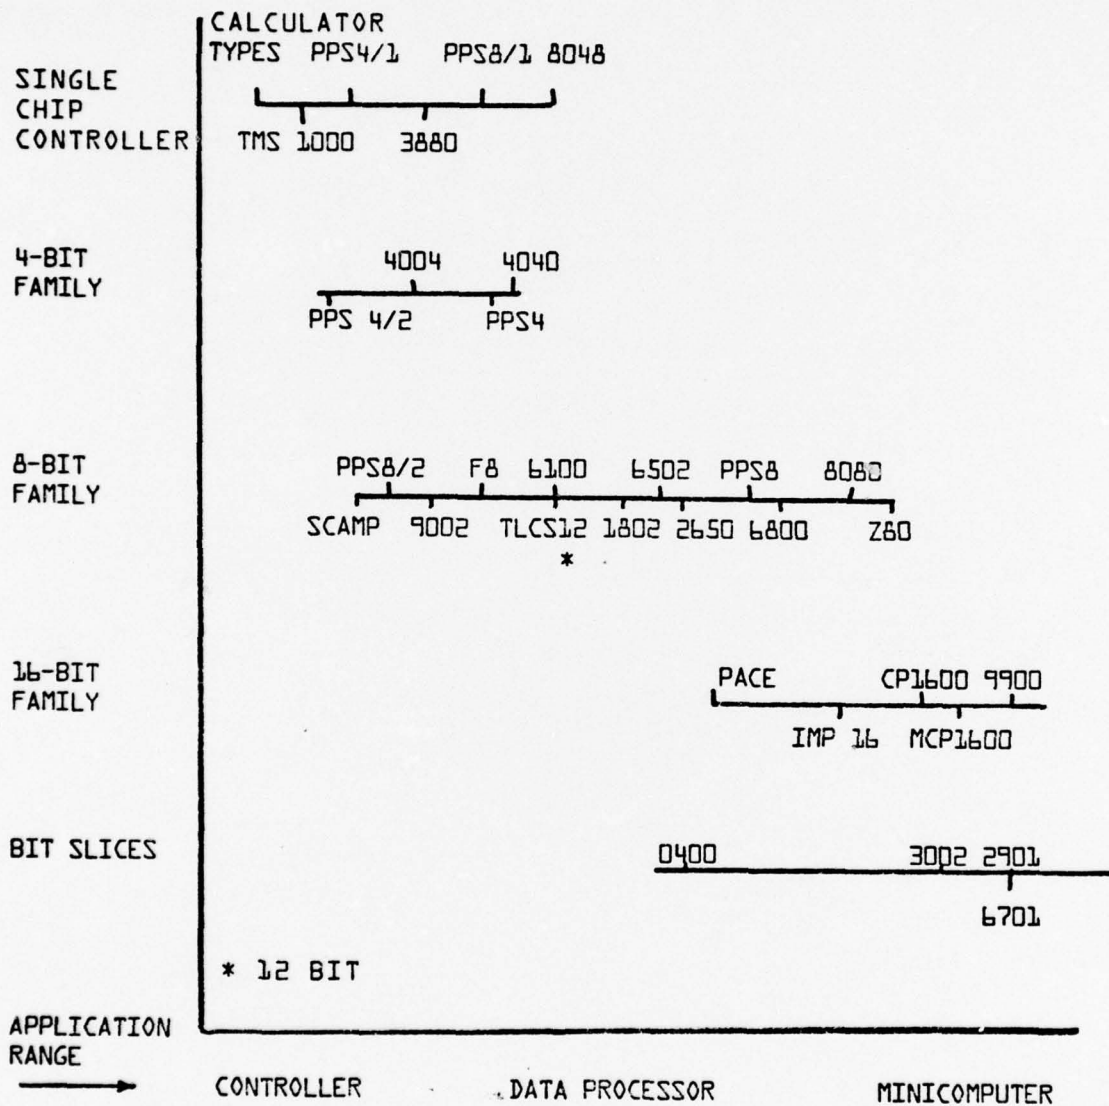 CALCULATOR
TYPES PPS4/1 PPS8/1 8048
SINGLE
CHIP
CONTROLLER
TMS 1000 3880
4-BIT
FAMILY
4004 4040
PPS 4/2 PPS4
8-BIT
FAMILY
PPS8/2 F8 6100 6502 PPS8 8080
SCAMP 9002 TLCS12 1802 2650 6800 Z80
*
16-BIT
FAMILY
PACE CP1600 9900
IMP 16 MCP1600
BIT SLICES
0400 3002 2901
6701
* 12 BIT
APPLICATION
RANGE
CONTROLLER DATA PROCESSOR MINICOMPUTER